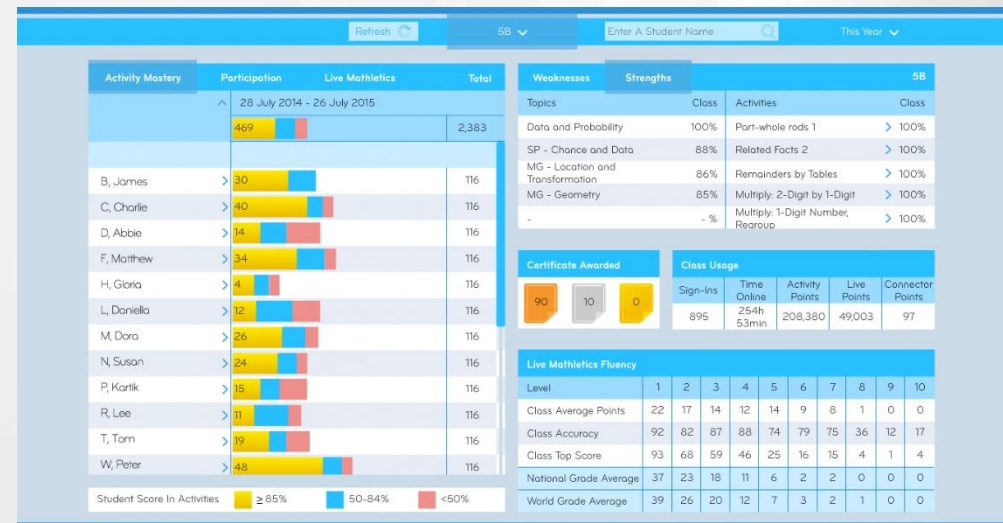 Refresh 5B Enter A Student Name This Year
Activity Mastery Participation Live Mathletics Total
28 July 2014 - 26 July 2015
469 2,383
B, James 30 116
C, Charlie 40 116
D, Abbie 14 116
F, Matthew 34 116
H, Gloria 4 116
L, Daniella 12 116
M, Dora 26 116
N, Susan 24 116
P, Kartik 15 116
R, Lee 11 116
T, Tom 19 116
W, Peter 48 116
Student Score In Activities ≥ 85% 50-84% <50%
Weaknesses Strengths 5B
Topics Class Activities Class
Data and Probability 100% Part-whole rods 1 > 100%
SP - Chance and Data 88% Related Facts 2 > 100%
MG - Location and
Transformation 86% Remainders by Tables > 100%
MG - Geometry 85% Multiply: 2-Digit by 1-Digit > 100%
- - % Multiply: 1-Digit Number,
Regroup > 100%
Certificate Awarded
90 10 0
Class Usage
Sign-Ins Time Online Activity Points Live Points Connector Points
895 254h 53min 208,380 49,003 97
Live Mathletics Fluency
Level 1 2 3 4 5 6 7 8 9 10
Class Average Points 22 17 14 12 14 9 8 1 0 0
Class Accuracy 92 82 87 88 74 79 75 36 12 17
Class Top Score 93 68 59 46 25 16 15 4 1 4
National Grade Average 37 23 18 11 6 2 2 0 0 0
World Grade Average 39 26 20 12 7 3 2 1 0 0